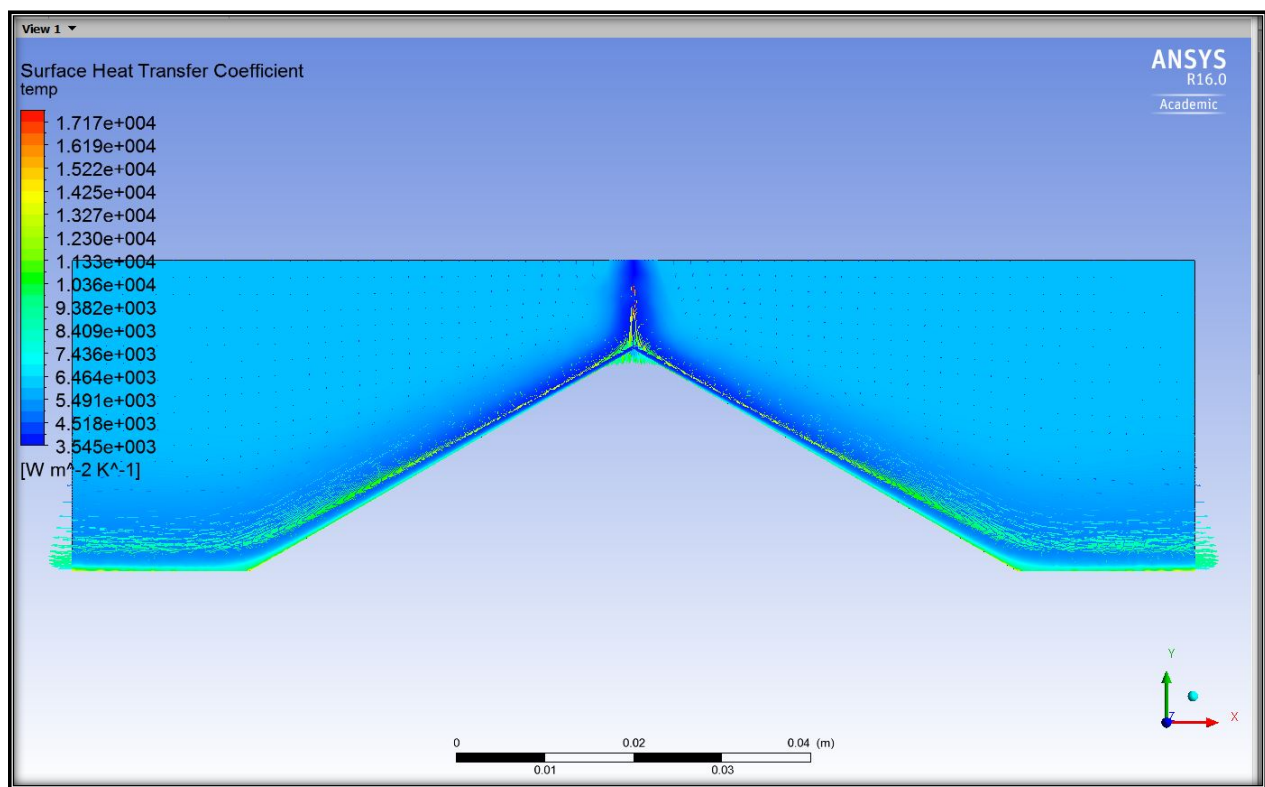 View 1
Surface Heat Transfer Coefficient
temp
1.717e+004
1.619e+004
1.522e+004
1.425e+004
1.327e+004
1.230e+004
1.133e+004
1.036e+004
9.382e+003
8.409e+003
7.436e+003
6.464e+003
5.491e+003
4.518e+003
3.545e+003
[W m^-2 K^-1]
ANSYS
R16.0
Academic
Y
Z
X
0 0.02 0.04 (m)
0.01 0.03